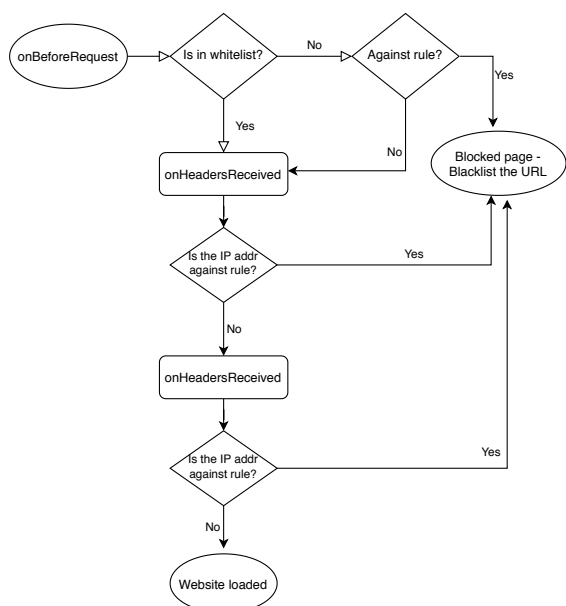 onBeforeRequest
Is in whitelist?
No
Against rule?
Yes
Yes
No
Blocked page -
Blacklist the URL
onHeadersReceived
Is the IP addr
against rule?
Yes
No
onHeadersReceived
Is the IP addr
against rule?
Yes
No
Website loaded